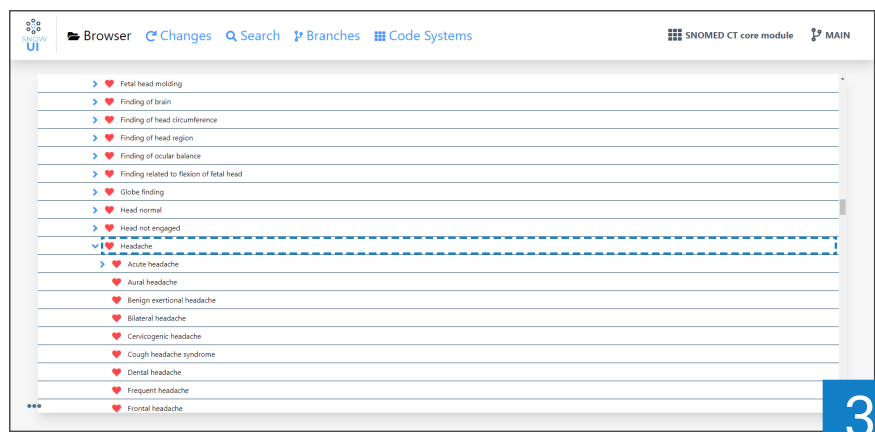 SNOW
UI
Browser
Changes
Search
Branches
Code Systems
SNOMED CT core module
MAIN
Fetal head molding
Finding of brain
Finding of head circumference
Finding of head region
Finding of ocular balance
Finding related to flexion of fetal head
Globe finding
Head normal
Head not engaged
Headache
Acute headache
Aural headache
Benign exertional headache
Bilateral headache
Cervicogenic headache
Cough headache syndrome
Dental headache
Frequent headache
Frontal headache
3